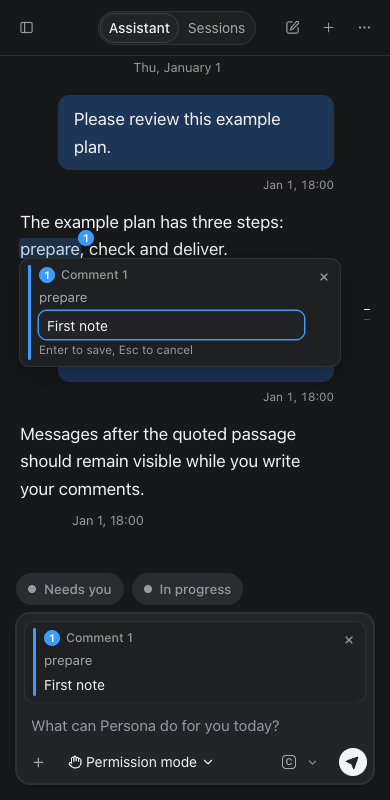 Assistant
Sessions
Thu, January 1
Please review this example
plan.
Jan 1, 18:00
The example plan has three steps:
prepare, check and deliver.
1
1 Comment 1
×
prepare
First note
Enter to save, Esc to cancel
Jan 1, 18:00
Messages after the quoted passage
should remain visible while you write
your comments.
Jan 1, 18:00
Needs you
In progress
1 Comment 1
×
prepare
First note
What can Persona do for you today?
+ Permission mode
C